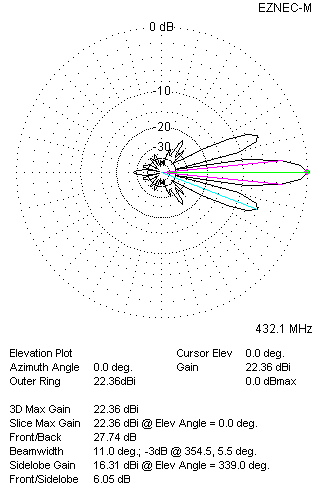 EZNEC-M
0 dB
-10
-20
-30
432.1 MHz
Elevation Plot Cursor Elev 0.0 deg.
Azimuth Angle 0.0 deg. Gain 22.36 dBi
Outer Ring 22.36dBi 0.0 dBmax
3D Max Gain 22.36 dBi
Slice Max Gain 22.36 dBi @ Elev Angle = 0.0 deg.
Front/Back 27.74 dB
Beamwidth 11.0 deg.; -3dB @ 354.5, 5.5 deg.
Sidelobe Gain 16.31 dBi @ Elev Angle = 339.0 deg.
Front/Sidelobe 6.05 dB